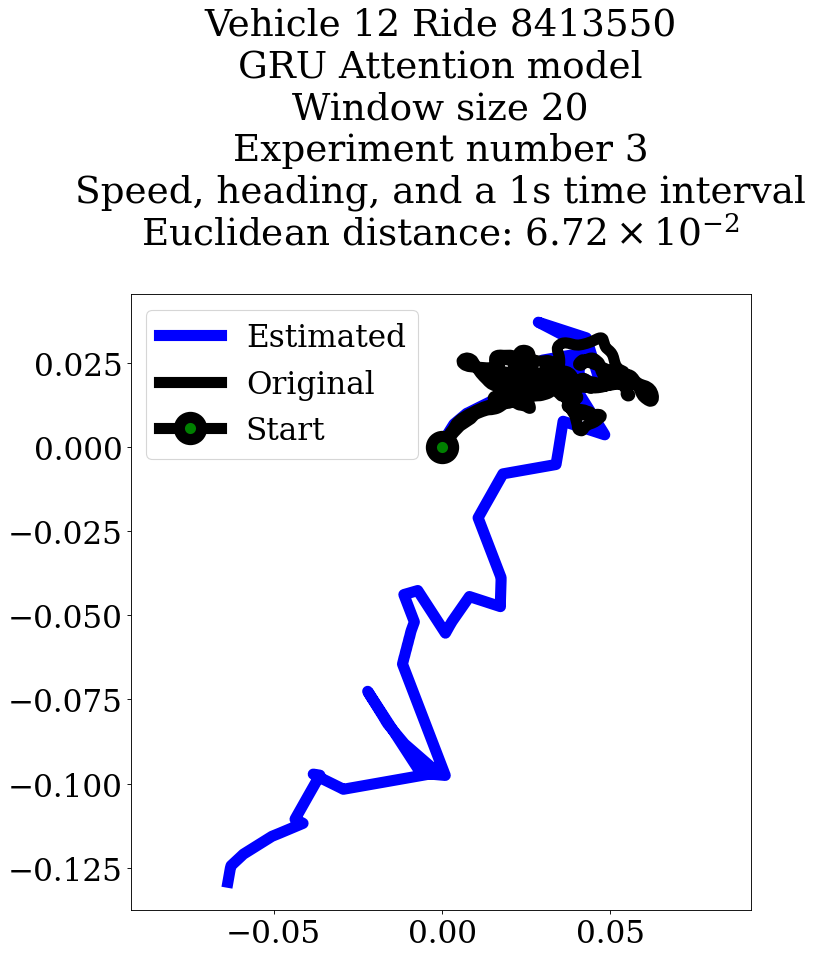 Vehicle 12 Ride 8413550
GRU Attention model
Window size 20
Experiment number 3
Speed, heading, and a 1s time interval
Euclidean distance: 6.72 × 10⁻²
Estimated
Original
Start
0.025
0.000
−0.025
−0.050
−0.075
−0.100
−0.125
−0.05 0.00 0.05